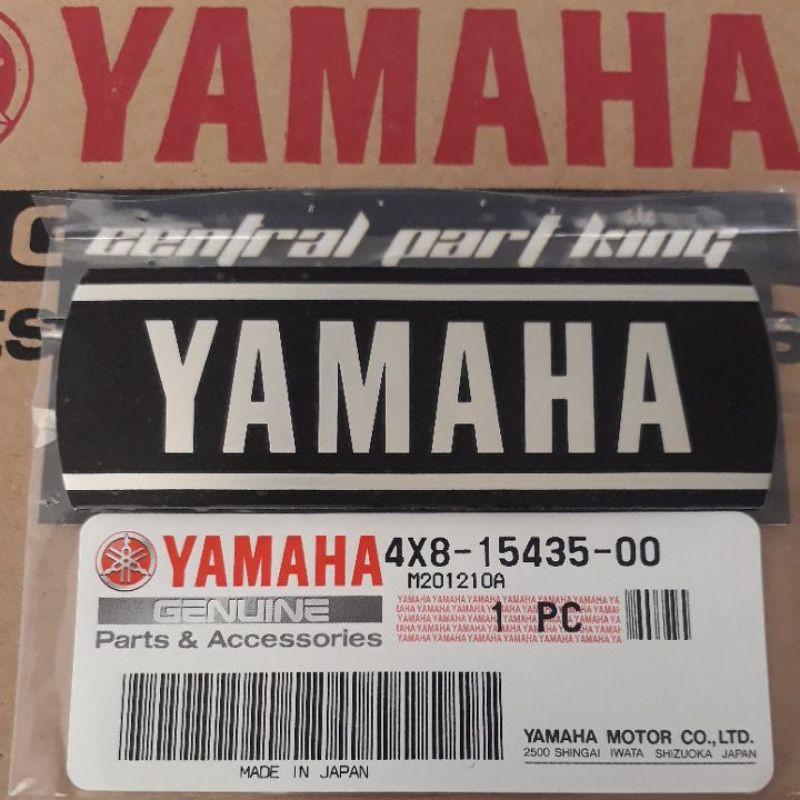 YAMAHA
central part king
YAMAHA
YAMAHA 4X8-15435-00
M201210A
GENUINE
Parts & Accessories
1 PC
YAMAHA MOTOR CO.,LTD.
2500 SHINGAI IWATA SHIZUOKA JAPAN
MADE IN JAPAN